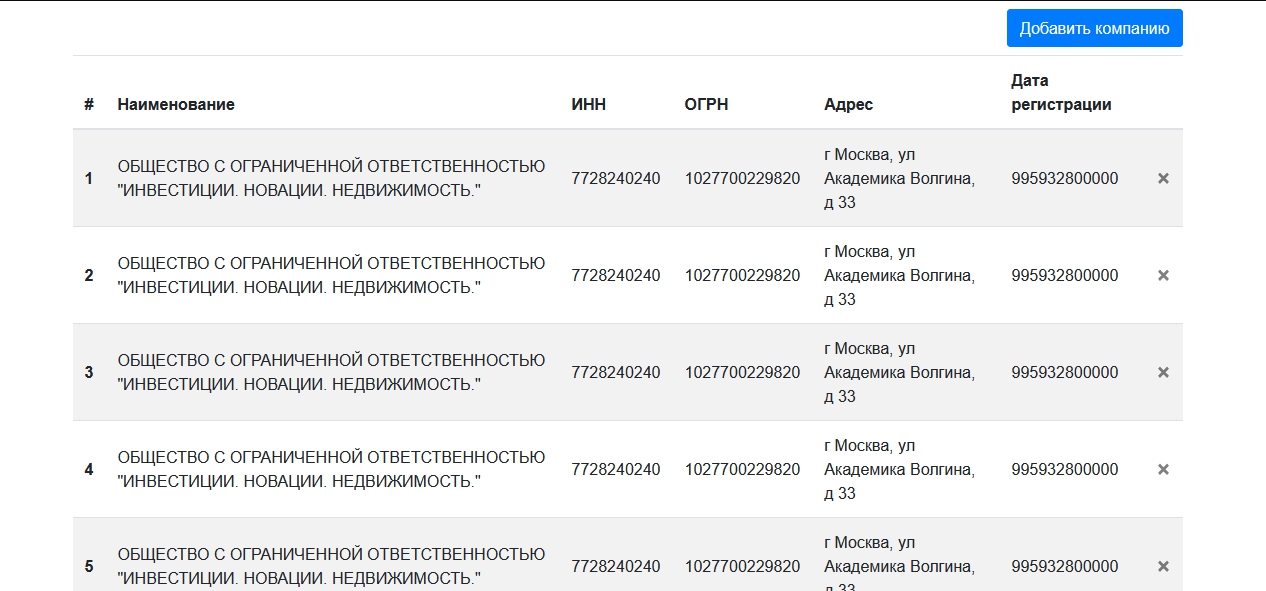 Добавить компанию
# Наименование ИНН ОГРН Адрес Дата регистрации
1 ОБЩЕСТВО С ОГРАНИЧЕННОЙ ОТВЕТСТВЕННОСТЬЮ
"ИНВЕСТИЦИИ. НОВАЦИИ. НЕДВИЖИМОСТЬ."
7728240240 1027700229820
г Москва, ул
Академика Волгина,
д 33
995932800000 ×
2 ОБЩЕСТВО С ОГРАНИЧЕННОЙ ОТВЕТСТВЕННОСТЬЮ
"ИНВЕСТИЦИИ. НОВАЦИИ. НЕДВИЖИМОСТЬ."
7728240240 1027700229820
г Москва, ул
Академика Волгина,
д 33
995932800000 ×
3 ОБЩЕСТВО С ОГРАНИЧЕННОЙ ОТВЕТСТВЕННОСТЬЮ
"ИНВЕСТИЦИИ. НОВАЦИИ. НЕДВИЖИМОСТЬ."
7728240240 1027700229820
г Москва, ул
Академика Волгина,
д 33
995932800000 ×
4 ОБЩЕСТВО С ОГРАНИЧЕННОЙ ОТВЕТСТВЕННОСТЬЮ
"ИНВЕСТИЦИИ. НОВАЦИИ. НЕДВИЖИМОСТЬ."
7728240240 1027700229820
г Москва, ул
Академика Волгина,
д 33
995932800000 ×
5 ОБЩЕСТВО С ОГРАНИЧЕННОЙ ОТВЕТСТВЕННОСТЬЮ
"ИНВЕСТИЦИИ. НОВАЦИИ. НЕДВИЖИМОСТЬ."
7728240240 1027700229820
г Москва, ул
Академика Волгина,
д 33
995932800000 ×